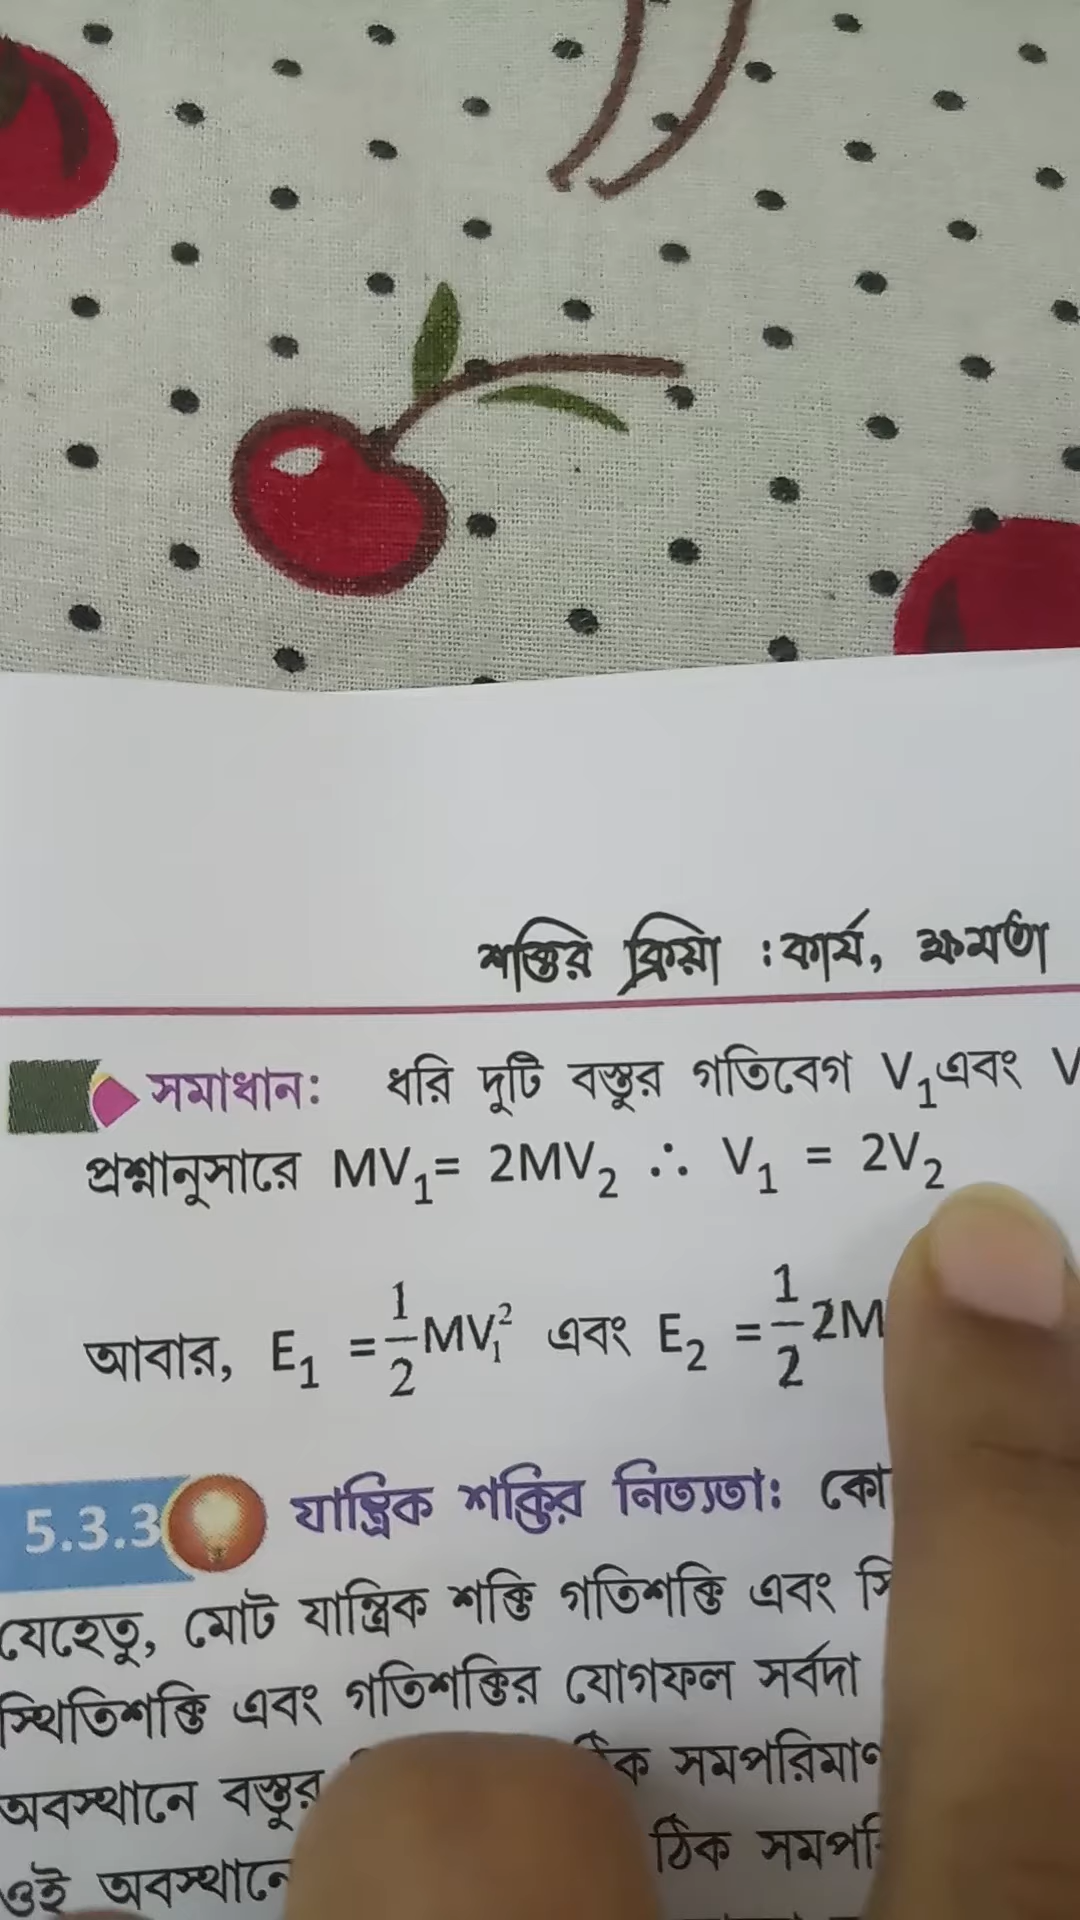 শক্তির ক্রিয়া : কার্য, ক্ষমতা
সমাধান: ধরি দুটি বস্তুর গতিবেগ V₁এবং V
প্রশ্নানুসারে MV₁= 2MV₂ ∴ V₁ = 2V₂
আবার, E₁ = 1/2 MV₁² এবং E₂ = 1/2 2M
5.3.3 যান্ত্রিক শক্তির নিত্যতা: কো
যেহেতু, মোট যান্ত্রিক শক্তি গতিশক্তি এবং
স্থিতিশক্তি এবং গতিশক্তির যোগফল সর্বদা
অবস্থানে বস্তুর সমপরিমাণ
ওই অবস্থানে ঠিক সমপরি